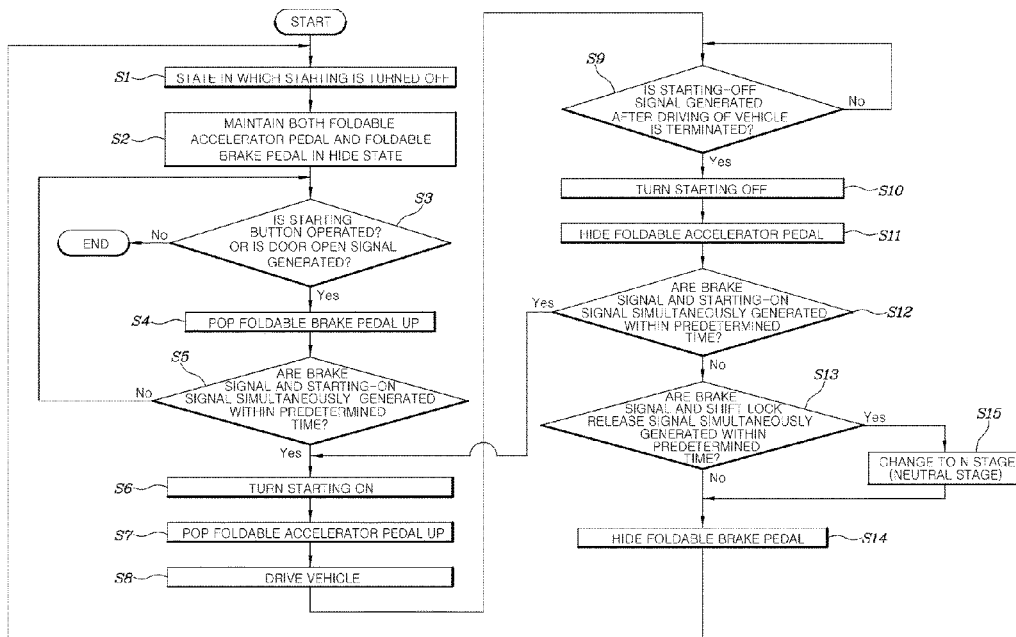 START
S1
STATE IN WHICH STARTING IS TURNED OFF
S2
MAINTAIN BOTH FOLDABLE
ACCELERATOR PEDAL AND FOLDABLE
BRAKE PEDAL IN HIDE STATE
S3
IS STARTING
BUTTON OPERATED?
OR IS DOOR OPEN SIGNAL
GENERATED?
No
END
Yes
S4
POP FOLDABLE BRAKE PEDAL UP
S5
ARE BRAKE
SIGNAL AND STARTING-ON
SIGNAL SIMULTANEOUSLY GENERATED
WITHIN PREDETERMINED
TIME?
No
Yes
S6
TURN STARTING ON
S7
POP FOLDABLE ACCELERATOR PEDAL UP
S8
DRIVE VEHICLE
S9
IS STARTING-OFF
SIGNAL GENERATED
AFTER DRIVING OF VEHICLE
IS TERMINATED?
No
Yes
TURN STARTING OFF
S10
HIDE FOLDABLE ACCELERATOR PEDAL
S11
ARE BRAKE
SIGNAL AND STARTING-ON
SIGNAL SIMULTANEOUSLY GENERATED
WITHIN PREDETERMINED
TIME?
S12
Yes
No
S13
ARE BRAKE
SIGNAL AND SHIFT LOCK
RELEASE SIGNAL SIMULTANEOUSLY
GENERATED WITHIN
PREDETERMINED
TIME?
Yes
S15
CHANGE TO N STAGE
(NEUTRAL STAGE)
No
HIDE FOLDABLE BRAKE PEDAL
S14